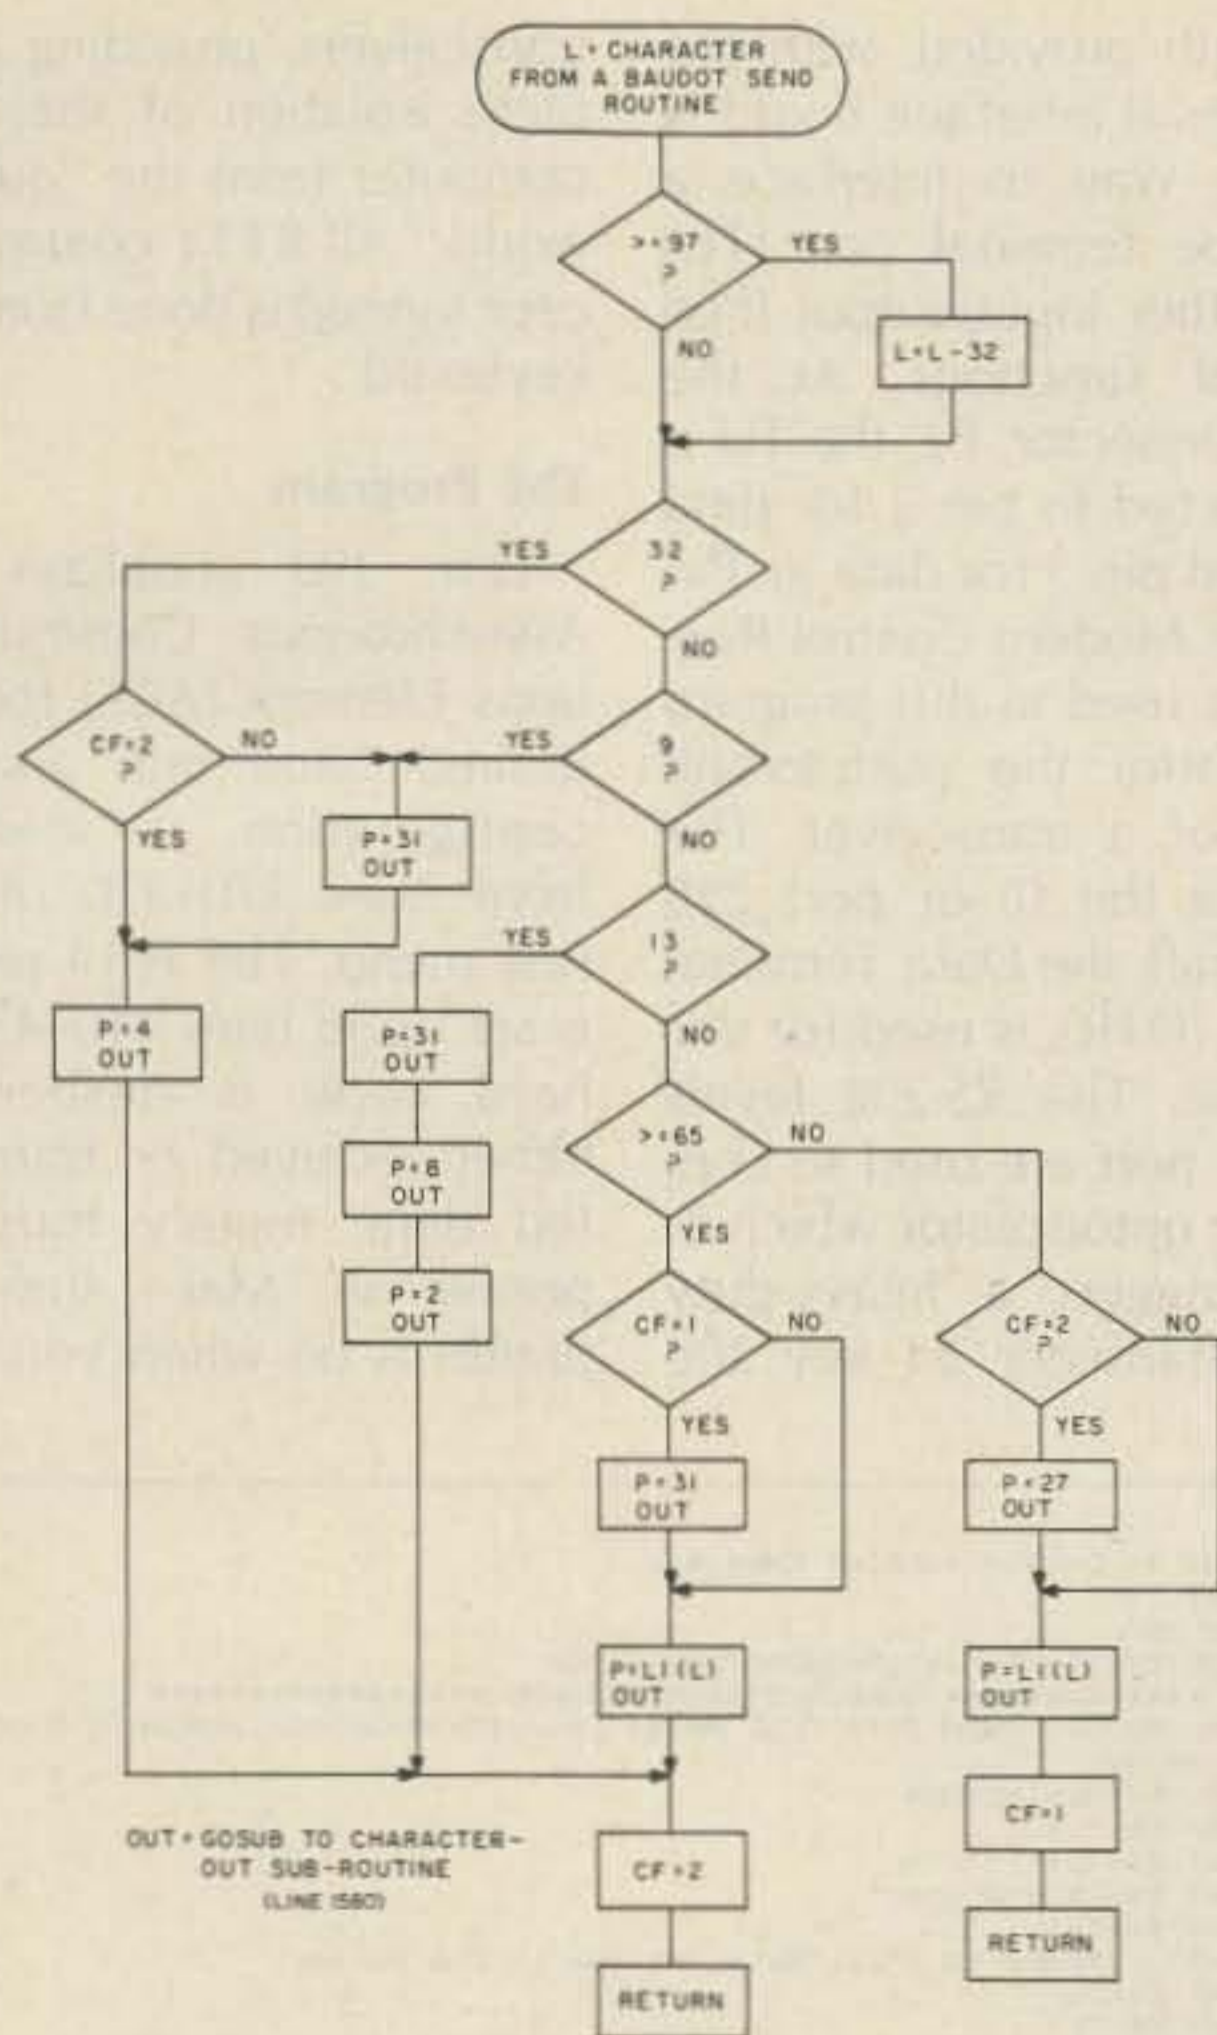 L = CHARACTER
FROM A BAUDOT SEND
ROUTINE
>=97
?
YES
NO
L=L-32
32
?
YES
NO
CF=2
?
NO
YES
9
?
YES
NO
P=31
OUT
13
?
YES
NO
P=4
OUT
P=31
OUT
P=8
OUT
P=2
OUT
>=65
?
NO
YES
CF=1
?
NO
YES
CF=2
?
NO
YES
P=31
OUT
P=27
OUT
P=L1(L)
OUT
P=L1(L)
OUT
OUT=GOSUB TO CHARACTER-
OUT SUB-ROUTINE
(LINE 1580)
CF=2
CF=1
RETURN
RETURN